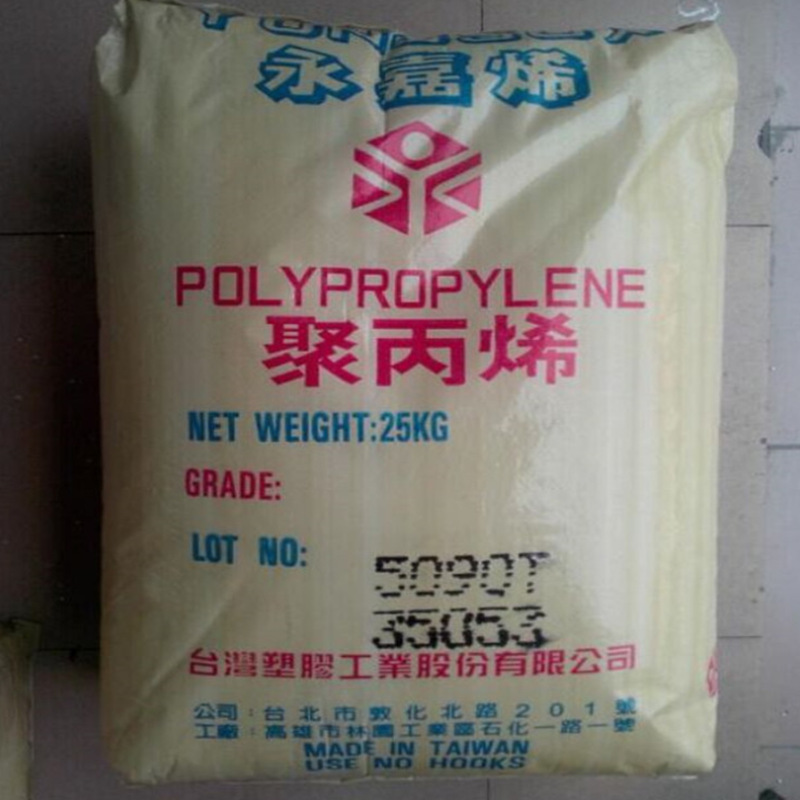 永嘉烯
POLYPROPYLENE
聚丙烯
NET WEIGHT:25KG
GRADE:
LOT NO:
5090T
35053
台灣塑膠工業股份有限公司
公司：台北市敦化北路２０１號
工廠：高雄市林園工業區石化一路一號
MADE IN TAIWAN
USE NO HOOKS